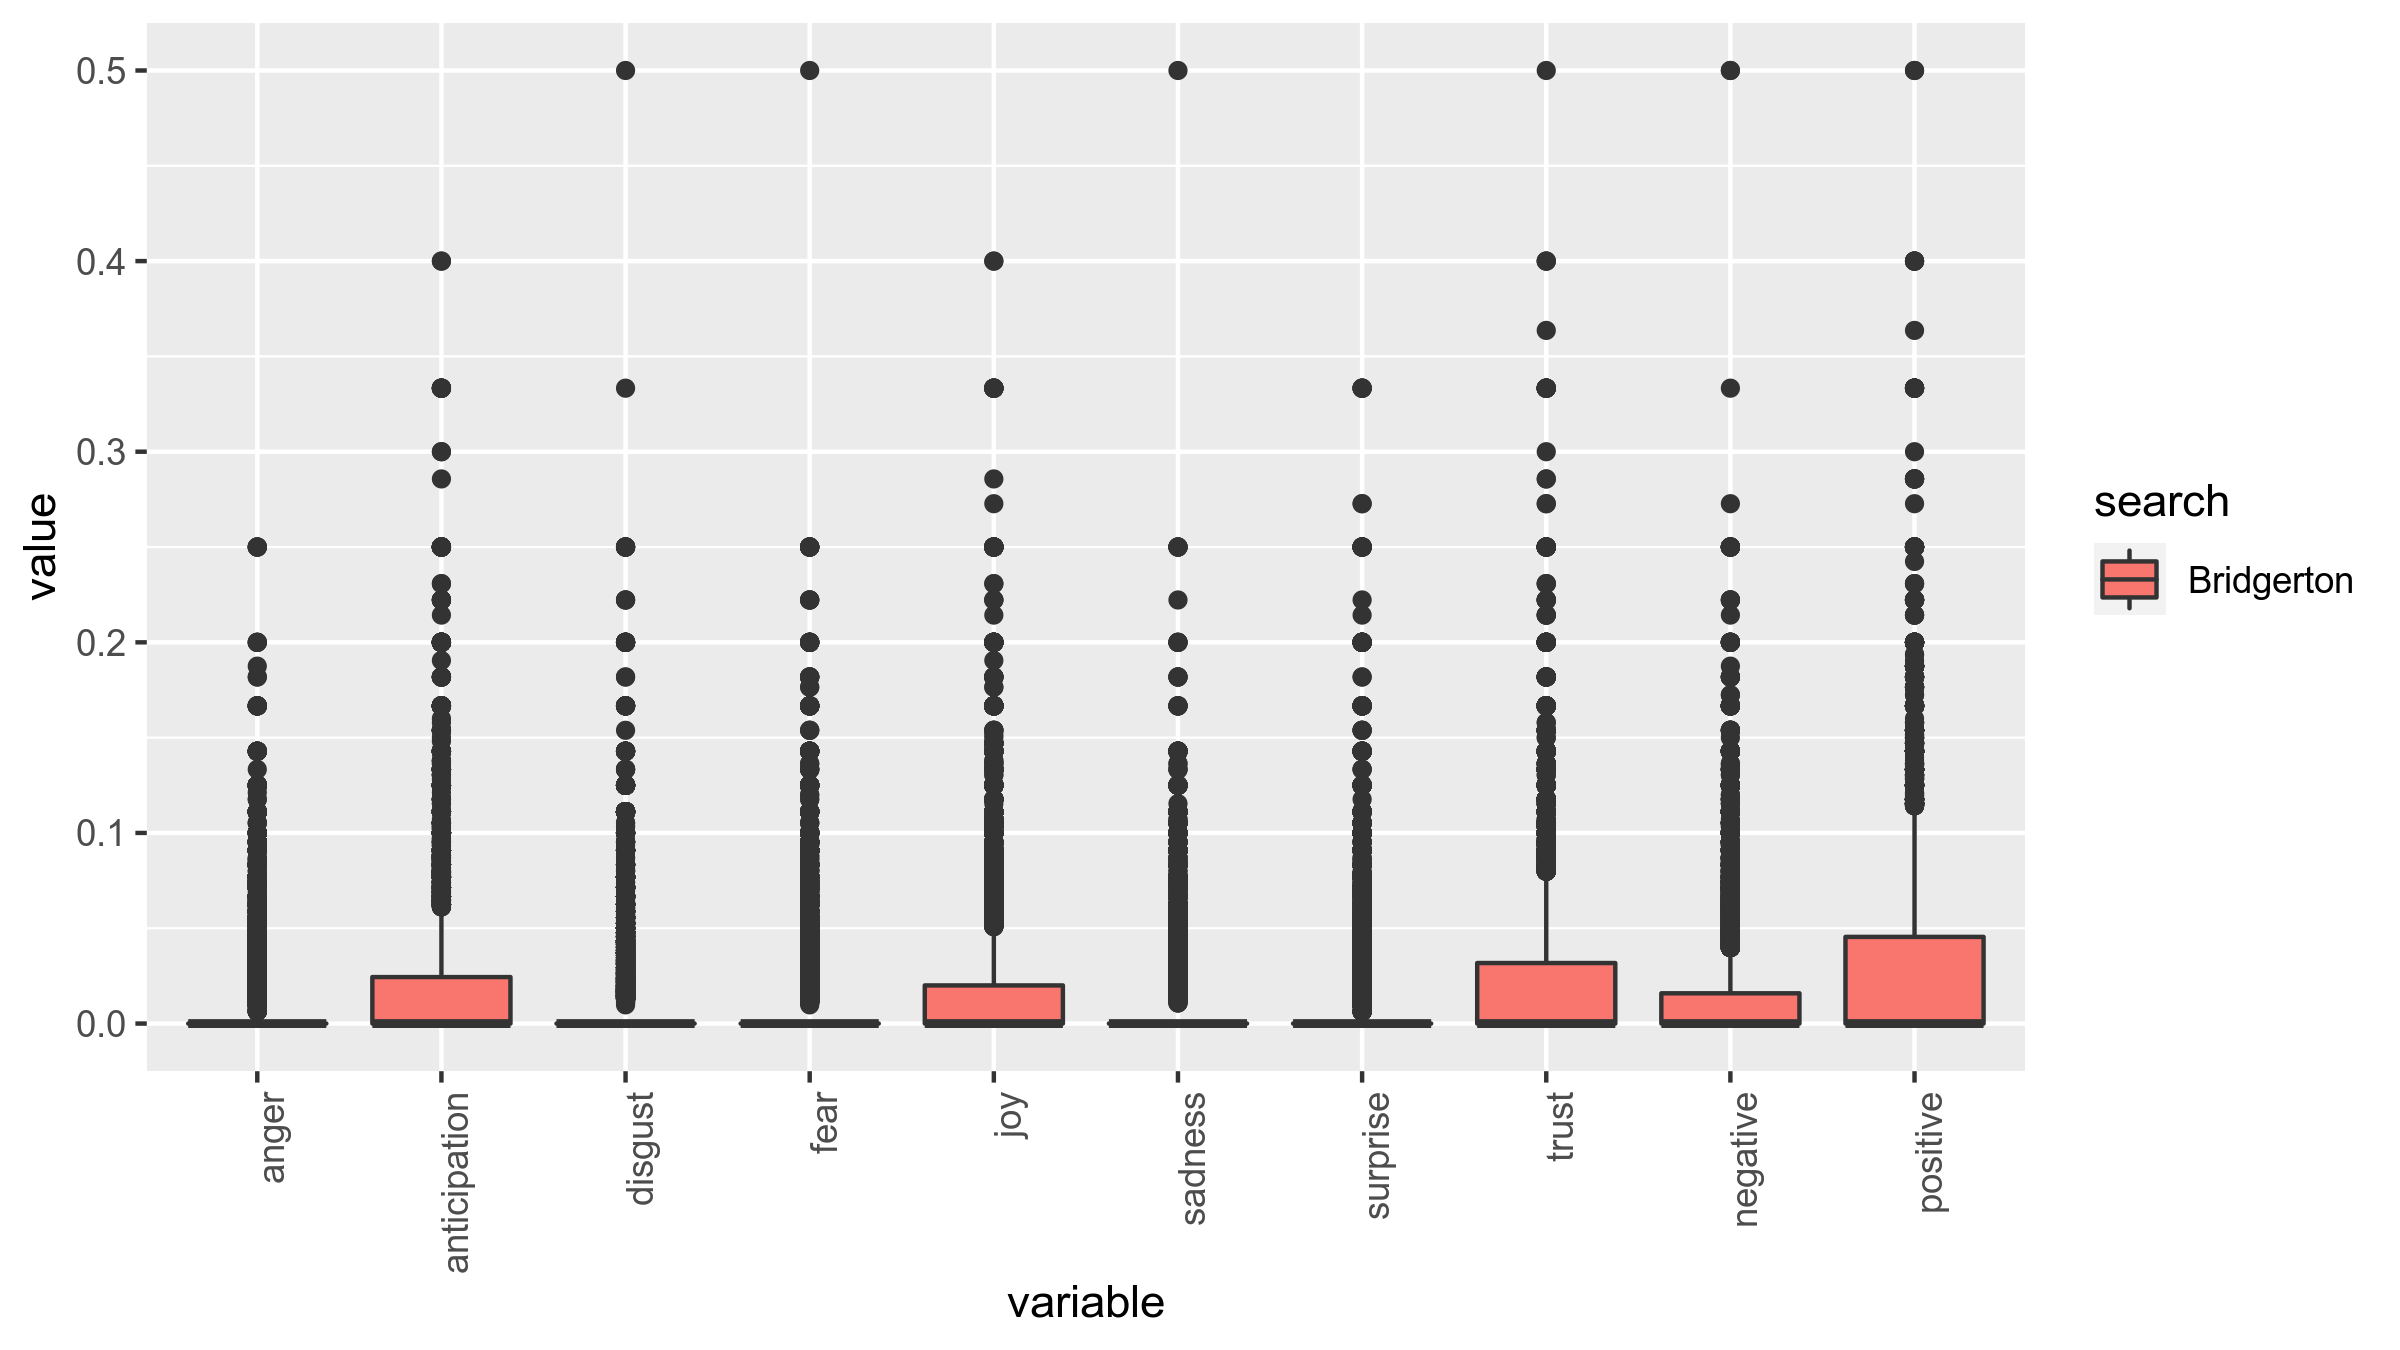 value
0.5
0.4
0.3
0.2
0.1
0.0
anger
anticipation
disgust
fear
joy
sadness
surprise
trust
negative
positive
variable
search
Bridgerton